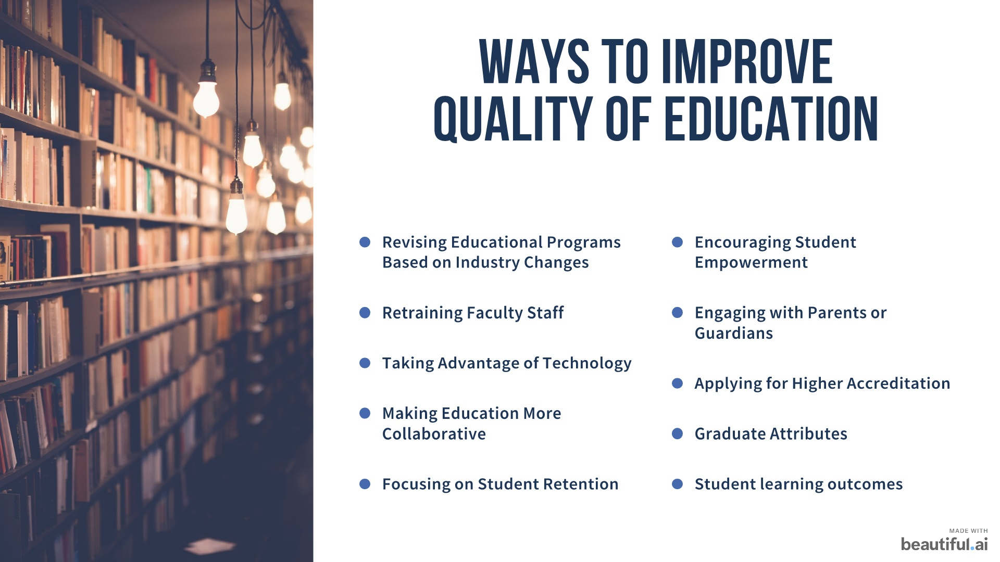 WAYS TO IMPROVE
QUALITY OF EDUCATION
Revising Educational Programs
Based on Industry Changes
Retraining Faculty Staff
Taking Advantage of Technology
Making Education More
Collaborative
Focusing on Student Retention
Encouraging Student
Empowerment
Engaging with Parents or
Guardians
Applying for Higher Accreditation
Graduate Attributes
Student learning outcomes
MADE WITH
beautiful.ai